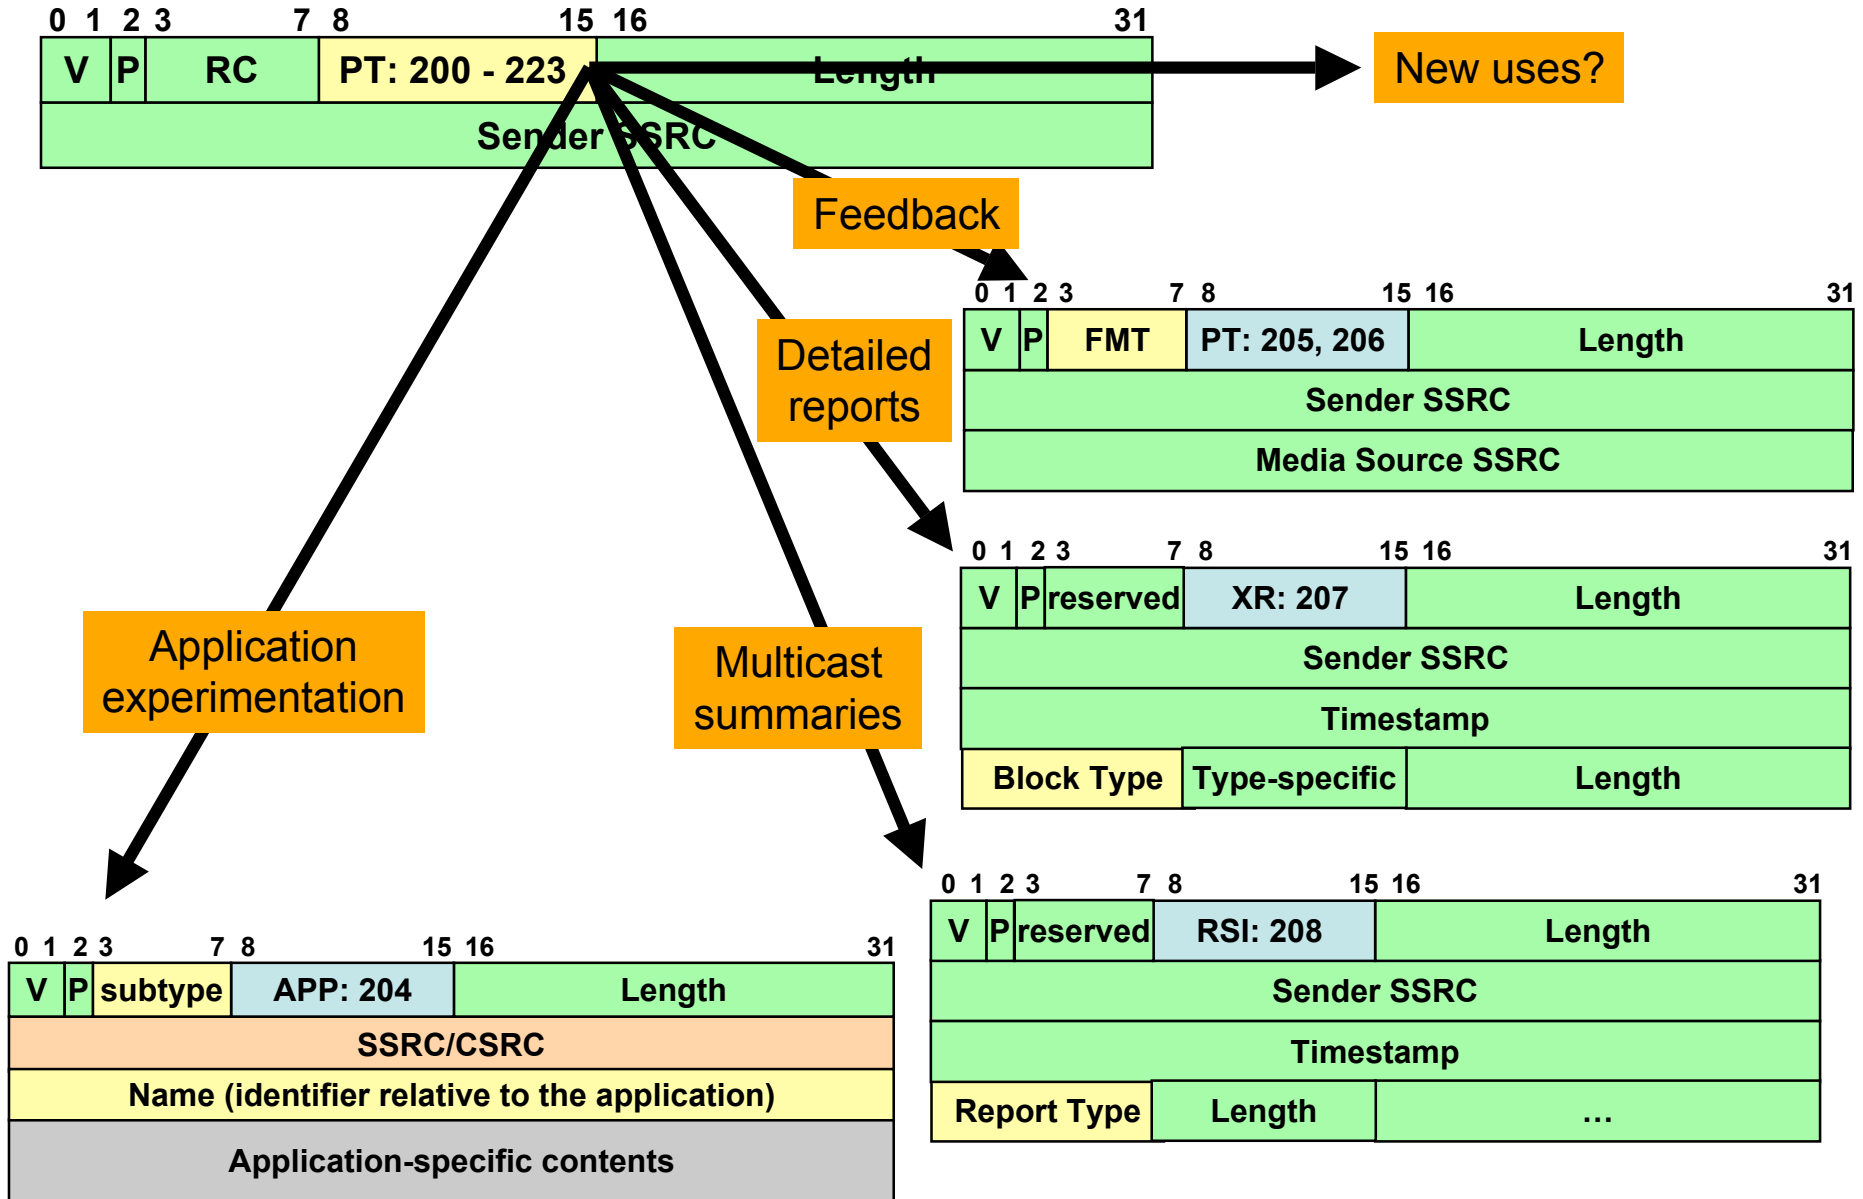 0 1 2 3 7 8 15 16 31
V P RC PT: 200 - 223 Length
Sender SSRC
New uses?
Feedback
0 1 2 3 7 8 15 16 31
V P FMT PT: 205, 206 Length
Sender SSRC
Media Source SSRC
Detailed
reports
0 1 2 3 7 8 15 16 31
V P reserved XR: 207 Length
Sender SSRC
Timestamp
Block Type Type-specific Length
Application
experimentation
Multicast
summaries
0 1 2 3 7 8 15 16 31
V P reserved RSI: 208 Length
Sender SSRC
Timestamp
Report Type Length …
0 1 2 3 7 8 15 16 31
V P subtype APP: 204 Length
SSRC/CSRC
Name (identifier relative to the application)
Application-specific contents